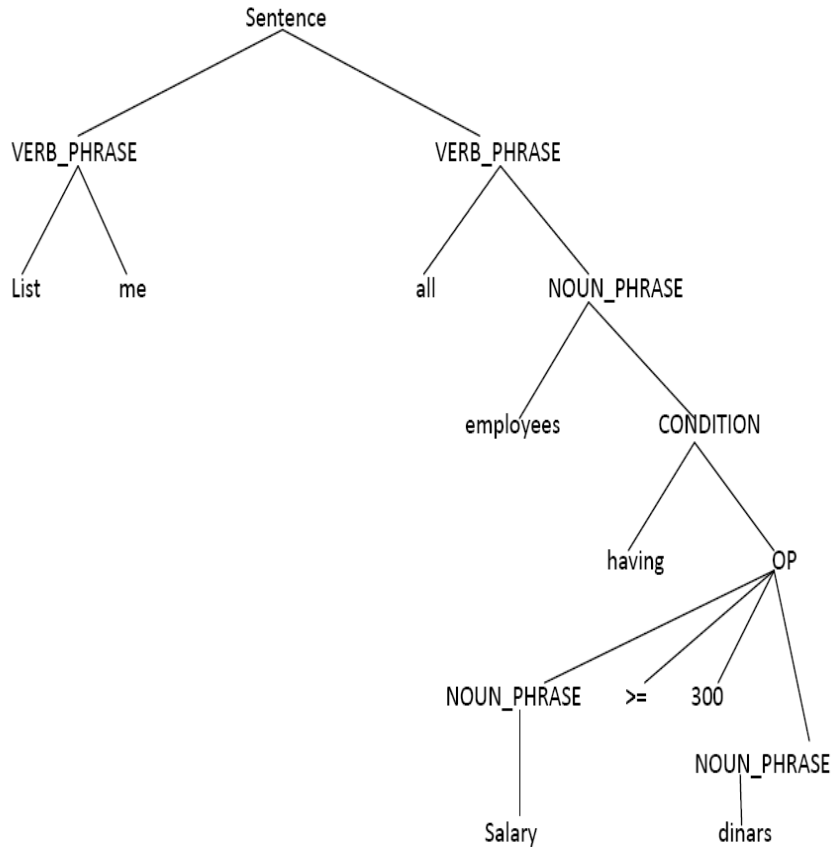 Sentence
VERB_PHRASE VERB_PHRASE
List me all NOUN_PHRASE
employees CONDITION
having OP
NOUN_PHRASE >= 300
NOUN_PHRASE
Salary dinars